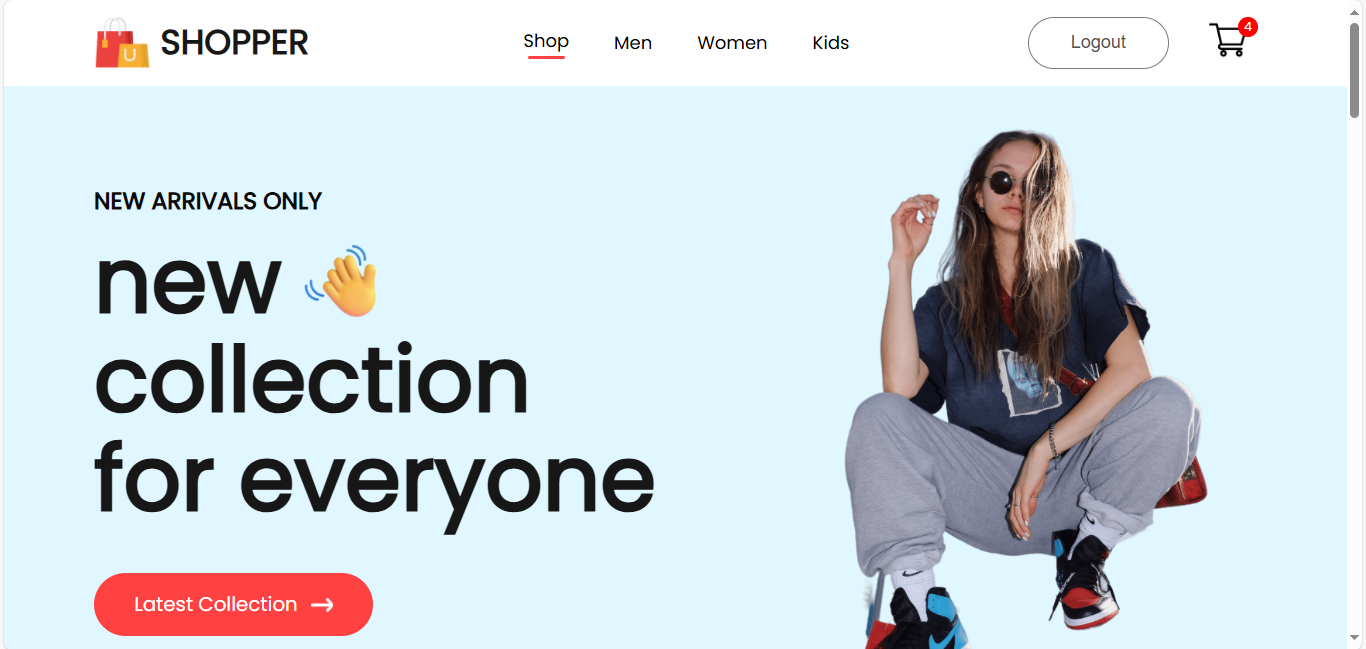 SHOPPER
Shop
Men
Women
Kids
Logout
4
NEW ARRIVALS ONLY
new
collection
for everyone
Latest Collection